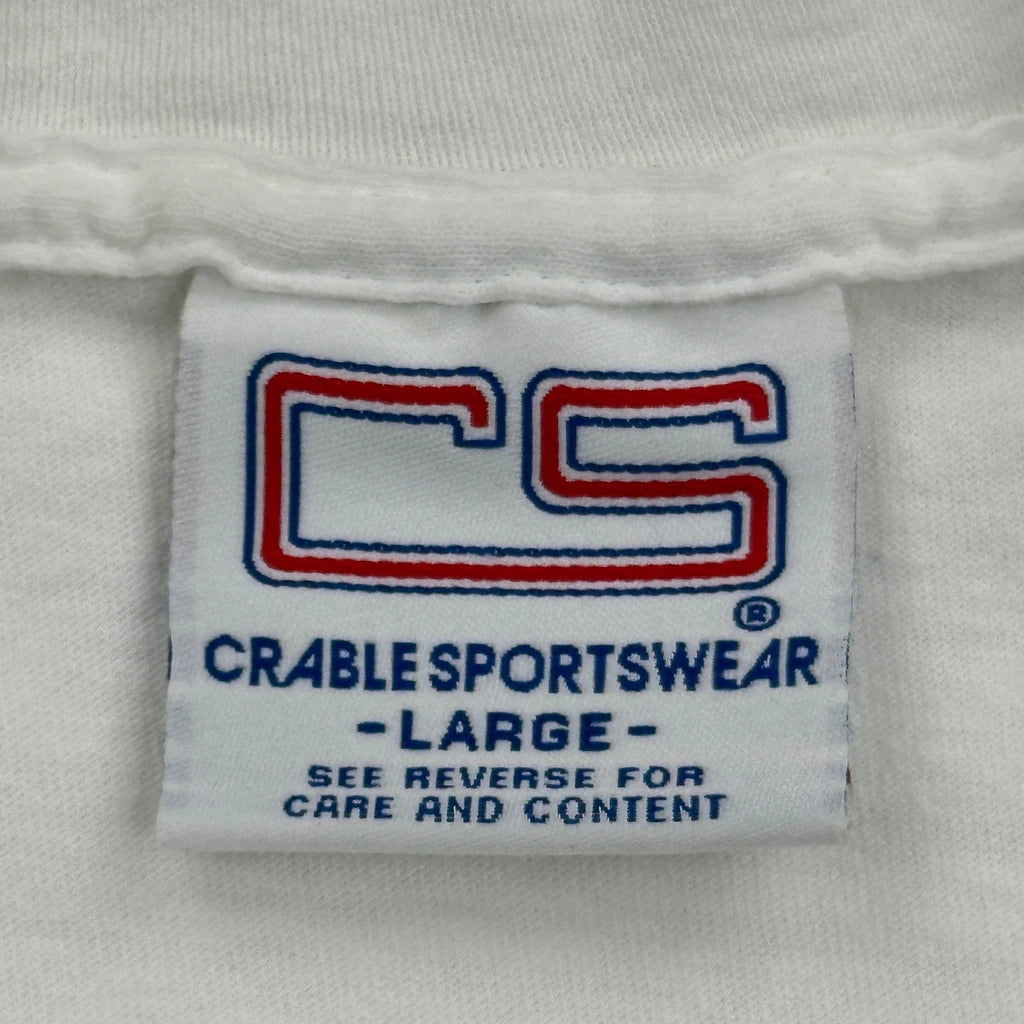 CS
®
CRABLE SPORTSWEAR
- LARGE -
SEE REVERSE FOR
CARE AND CONTENT